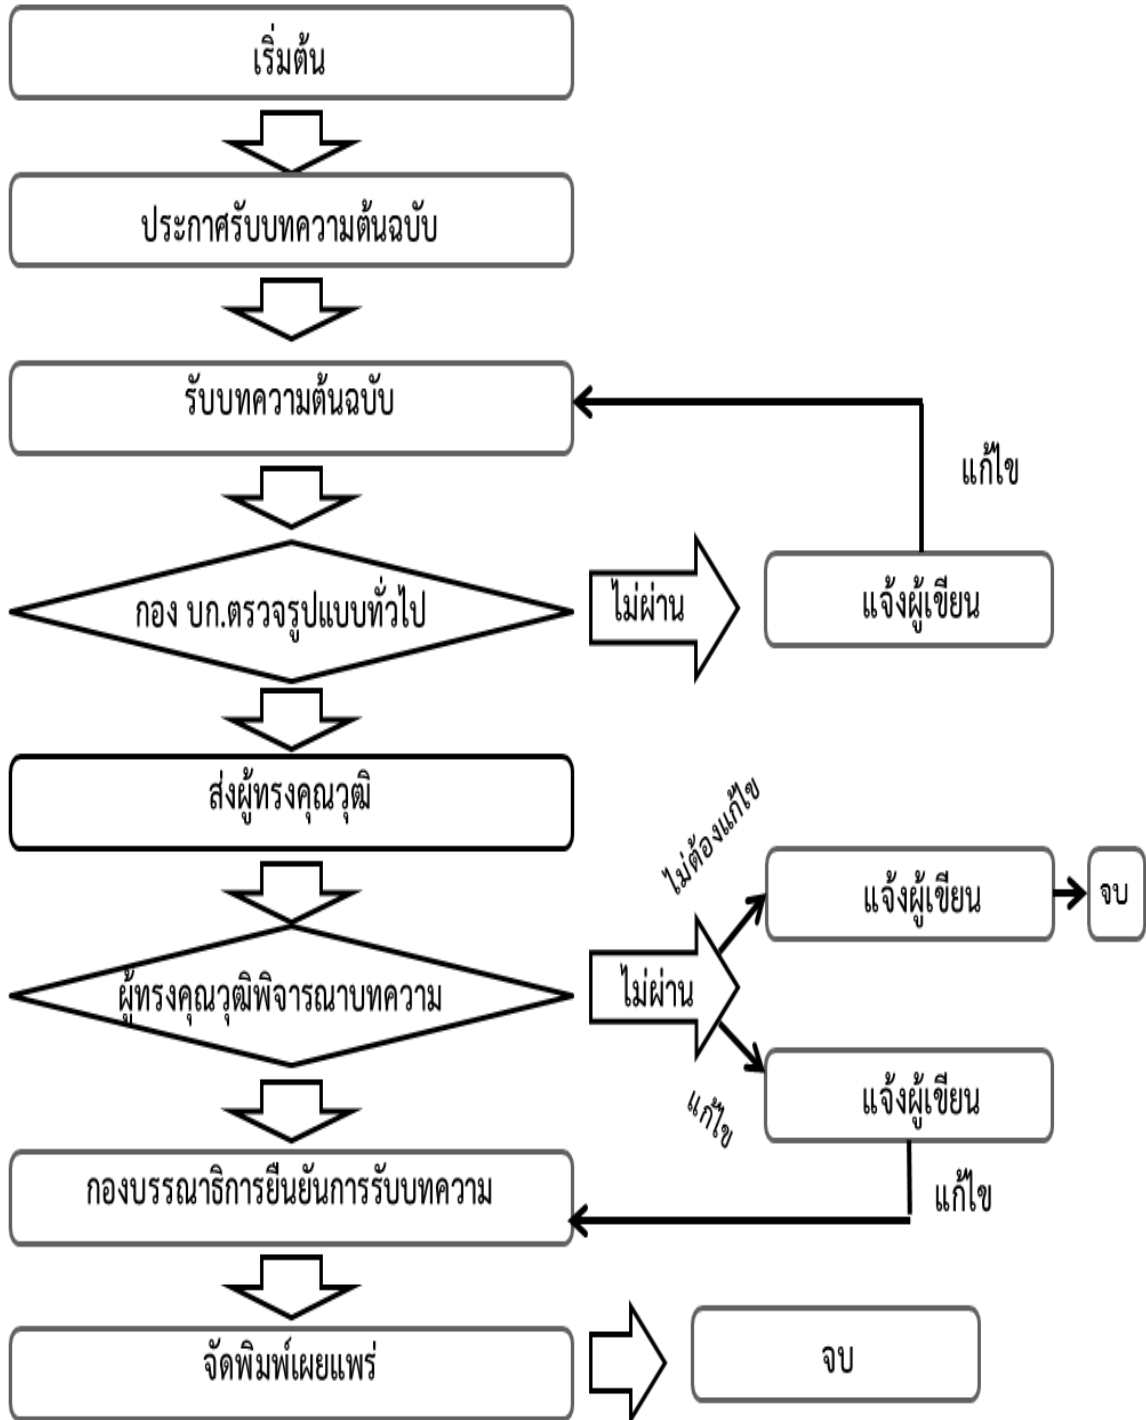 เริ่มต้น
ประกาศรับบทความต้นฉบับ
รับบทความต้นฉบับ
แก้ไข
กอง บก.ตรวจรูปแบบทั่วไป
ไม่ผ่าน
แจ้งผู้เขียน
ส่งผู้ทรงคุณวุฒิ
ไม่ต้องแก้ไข
แจ้งผู้เขียน
จบ
ผู้ทรงคุณวุฒิพิจารณาบทความ
ไม่ผ่าน
แก้ไข
แจ้งผู้เขียน
กองบรรณาธิการยืนยันการรับบทความ
แก้ไข
จัดพิมพ์เผยแพร่
จบ